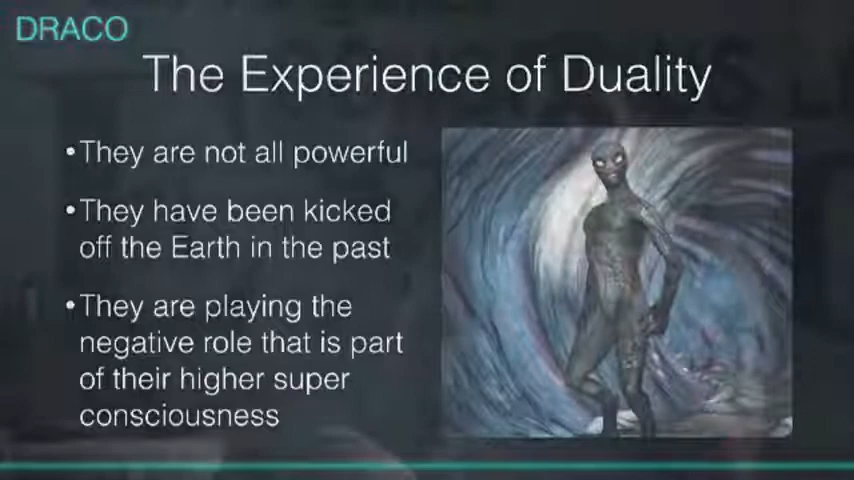 DRACO
The Experience of Duality
•They are not all powerful
•They have been kicked
off the Earth in the past
•They are playing the
negative role that is part
of their higher super
consciousness